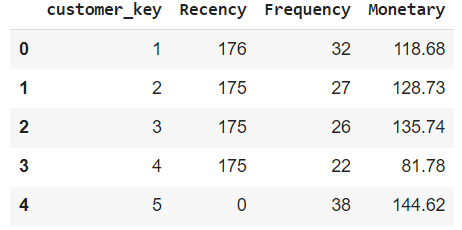 customer_key Recency Frequency Monetary
0 1 176 32 118.68
1 2 175 27 128.73
2 3 175 26 135.74
3 4 175 22 81.78
4 5 0 38 144.62